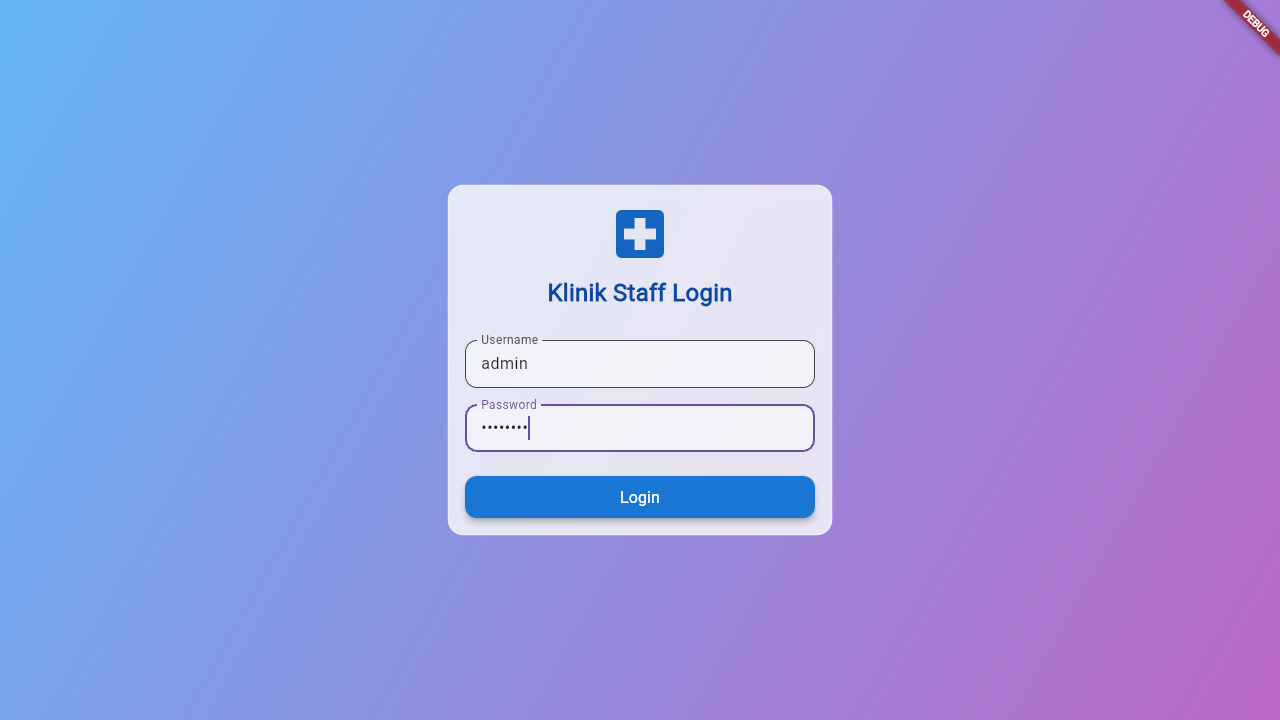 DEBUG
Klinik Staff Login
Username
admin
Password
••••••••
Login